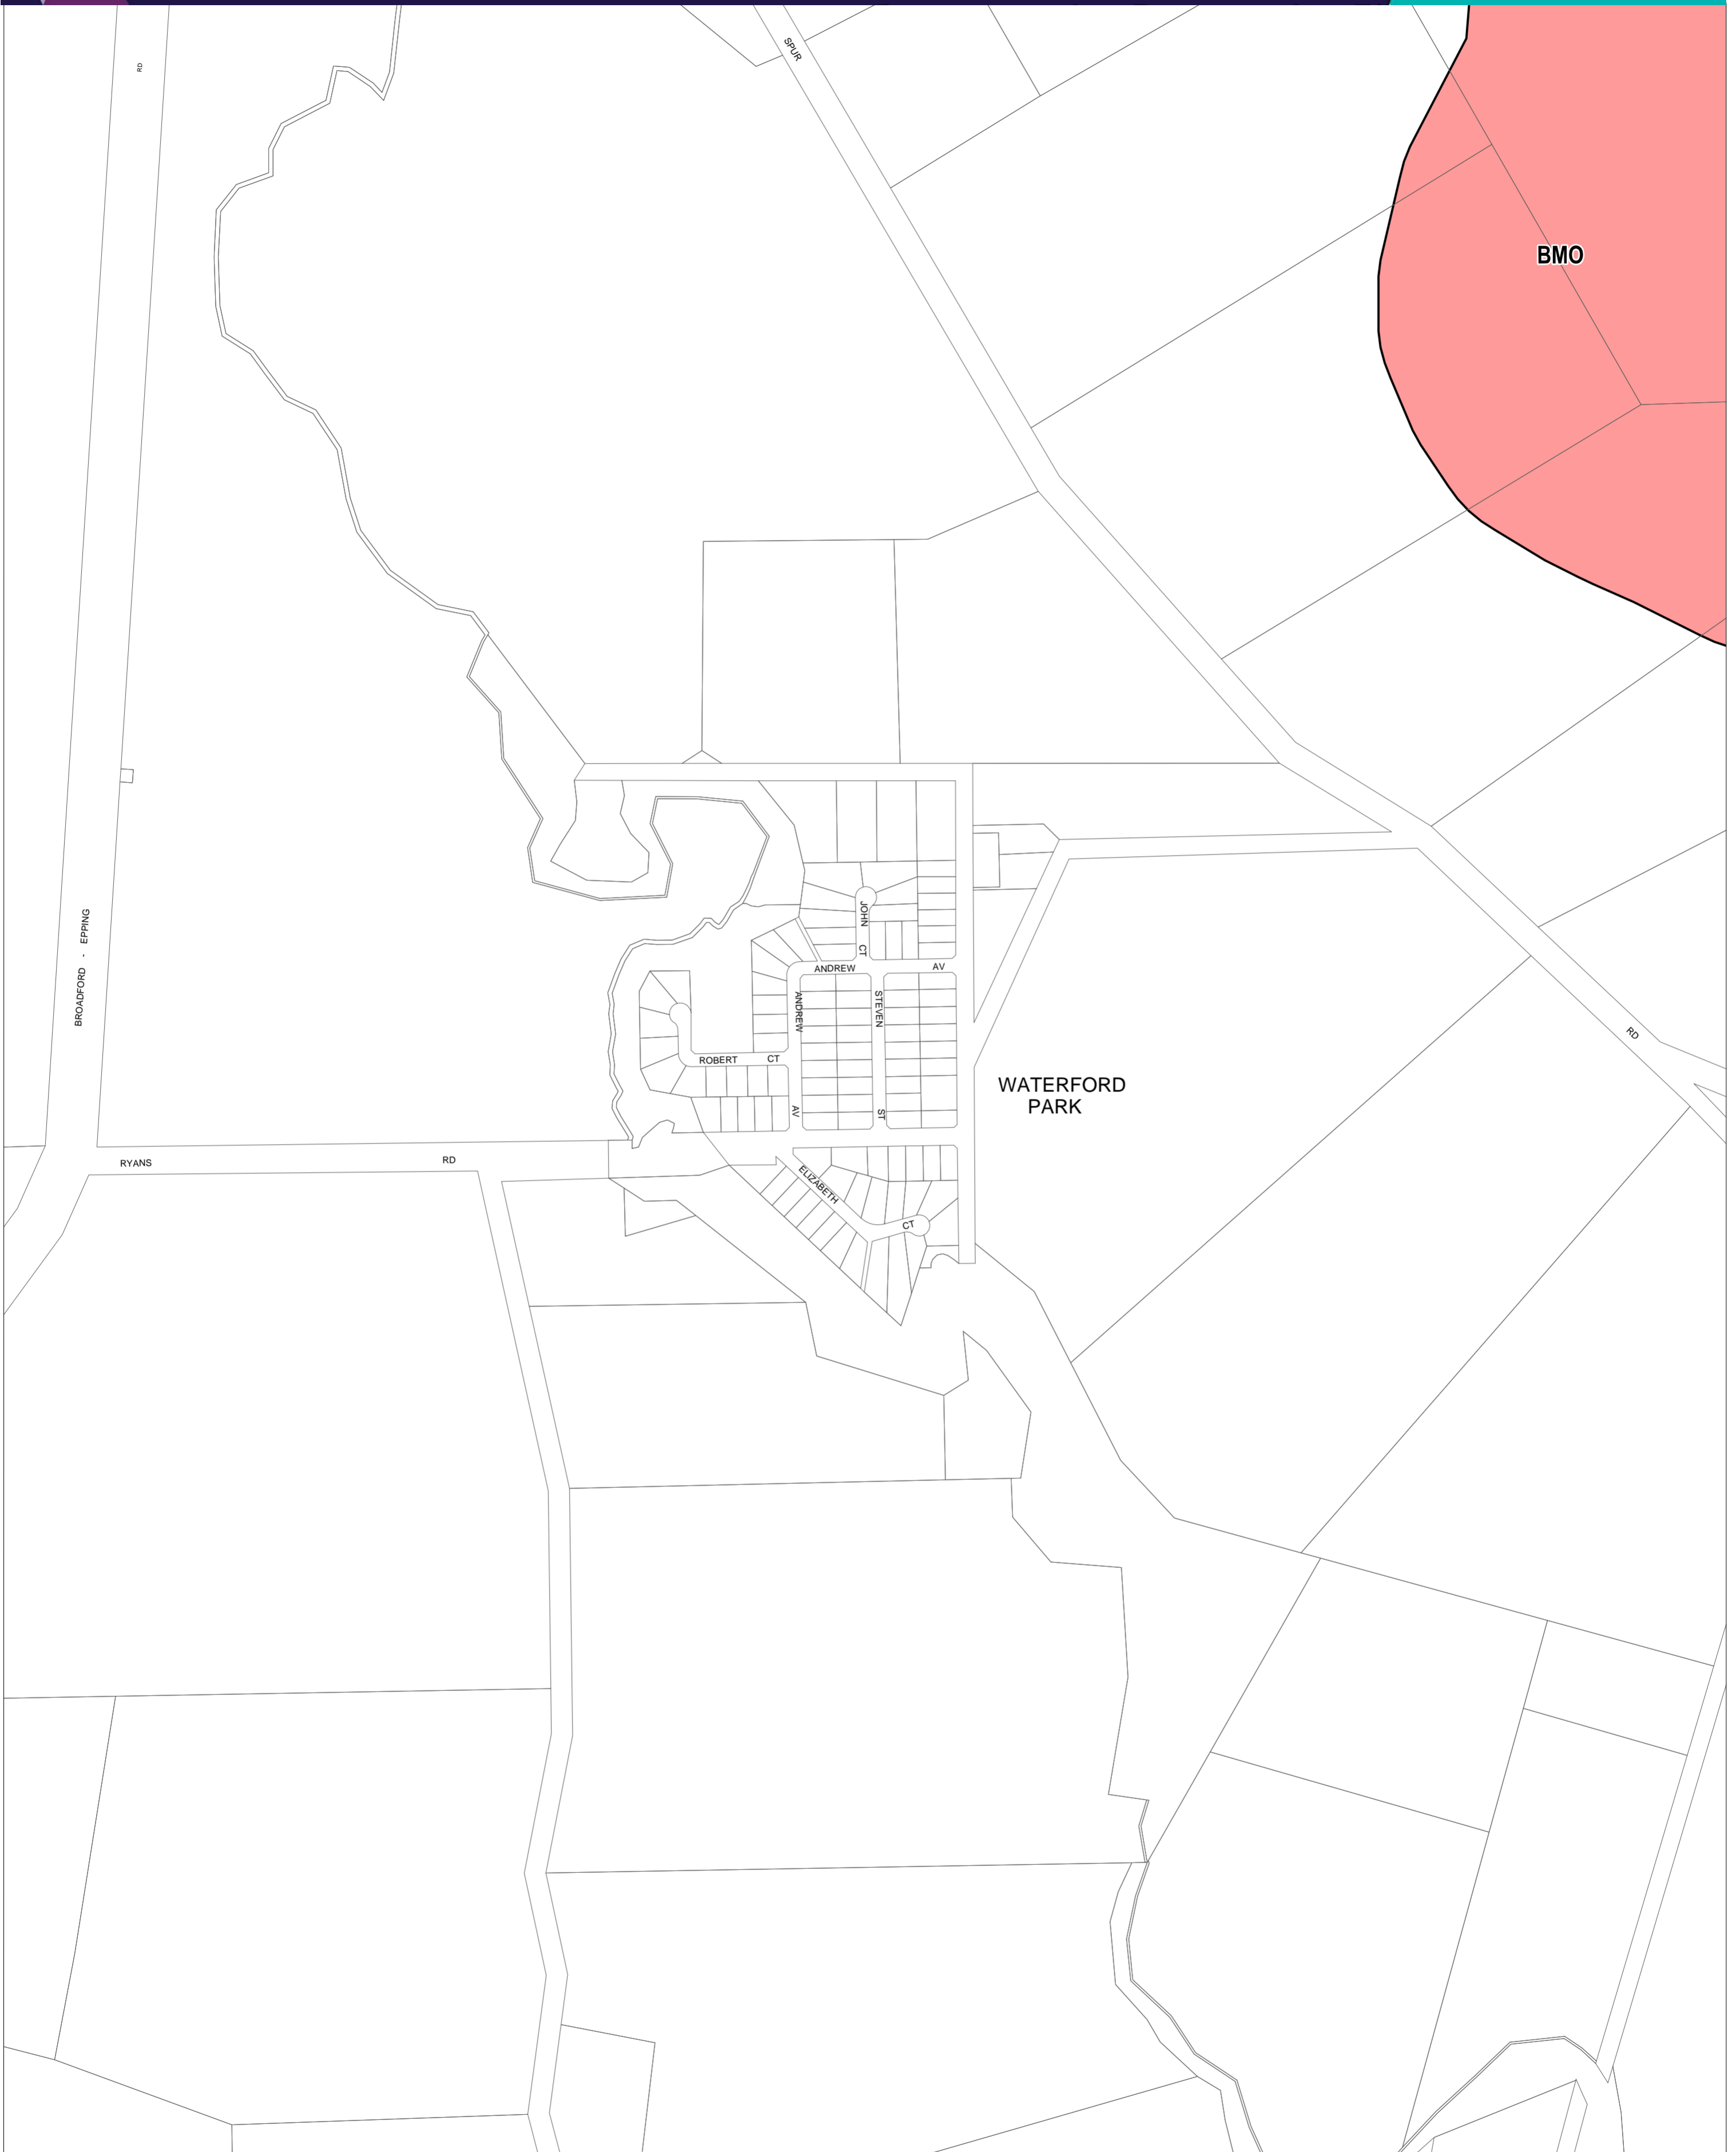 RD
SPUR
BMO
BROADFORD - EPPING
JOHN
CT
ANDREW
AV
ANDREW
STEVEN
RD
ROBERT
CT
WATERFORD
PARK
AV
ST
RYANS
RD
ELIZABETH
CT